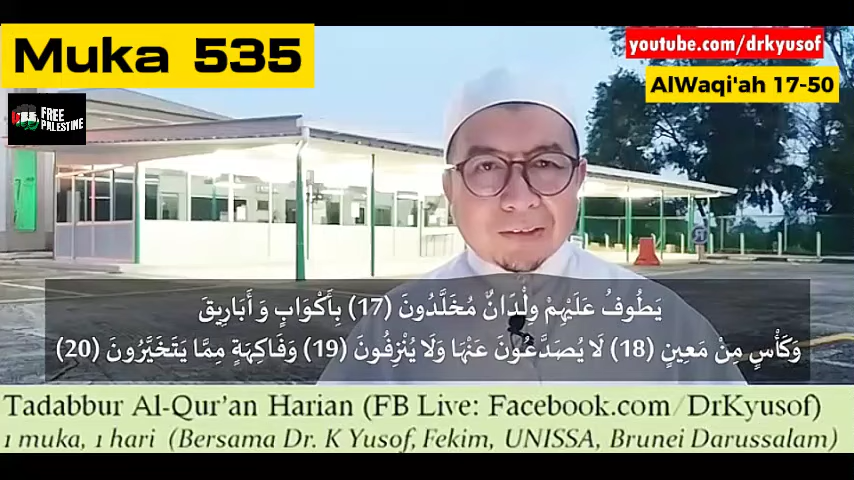 Muka 535
youtube.com/drkyusof
AlWaqi'ah 17-50
FREE
PALESTINE
يَطُوفُ عَلَيْهِمْ وِلْدَانٌ مُخَلَّدُونَ (17) بِأَكْوَابٍ وَأَبَارِيقَ
وَكَأْسٍ مِنْ مَعِينٍ (18) لَا يُصَدَّعُونَ عَنْهَا وَلَا يُنْزِفُونَ (19) وَفَاكِهَةٍ مِمَّا يَتَخَيَّرُونَ (20)
Tadabbur Al-Qur'an Harian (FB Live: Facebook.com/DrKyusof)
1 muka, 1 hari (Bersama Dr. K Yusof, Fekim, UNISSA, Brunei Darussalam)